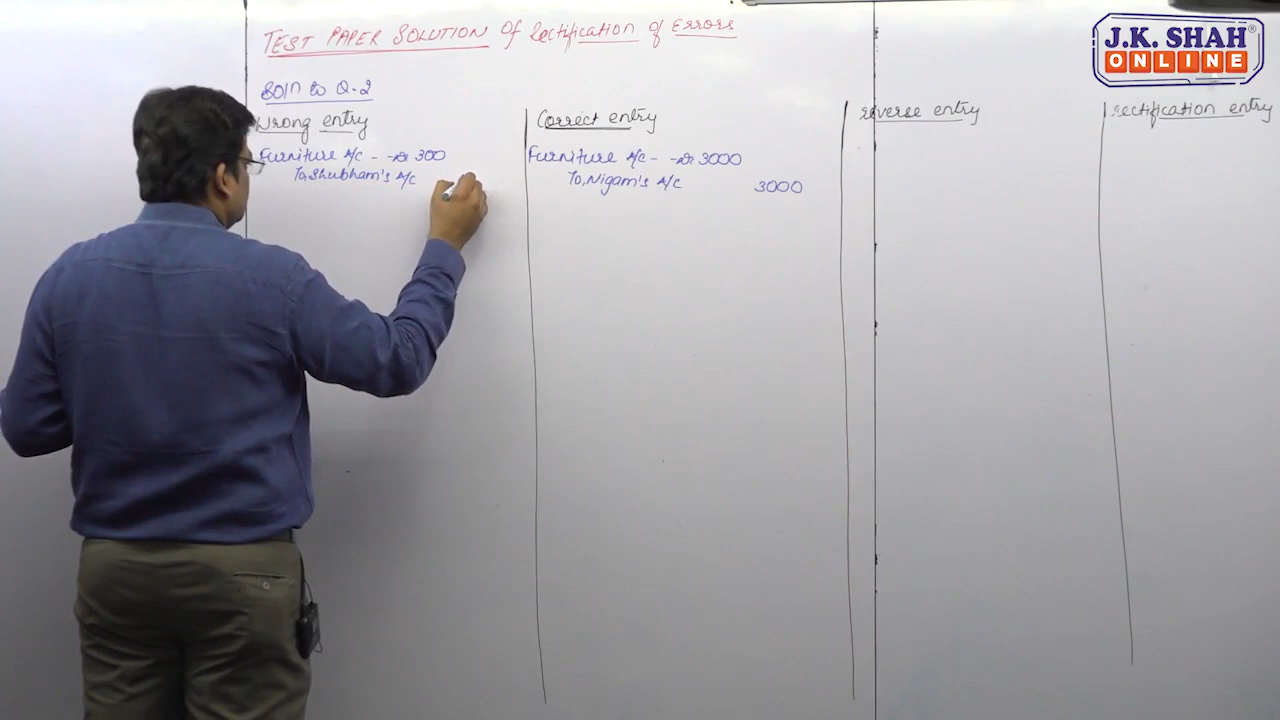 J.K. SHAH®
ONLINE
TEST PAPER SOLUTION Of Rectification of Errors
Soln to Q-2
Wrong entry
Correct entry
Reverse entry
Rectification entry
Furniture A/c - -Dr 300
To, Shubham's A/c
Furniture A/c - -Dr 3000
To, Nigam's A/c 3000